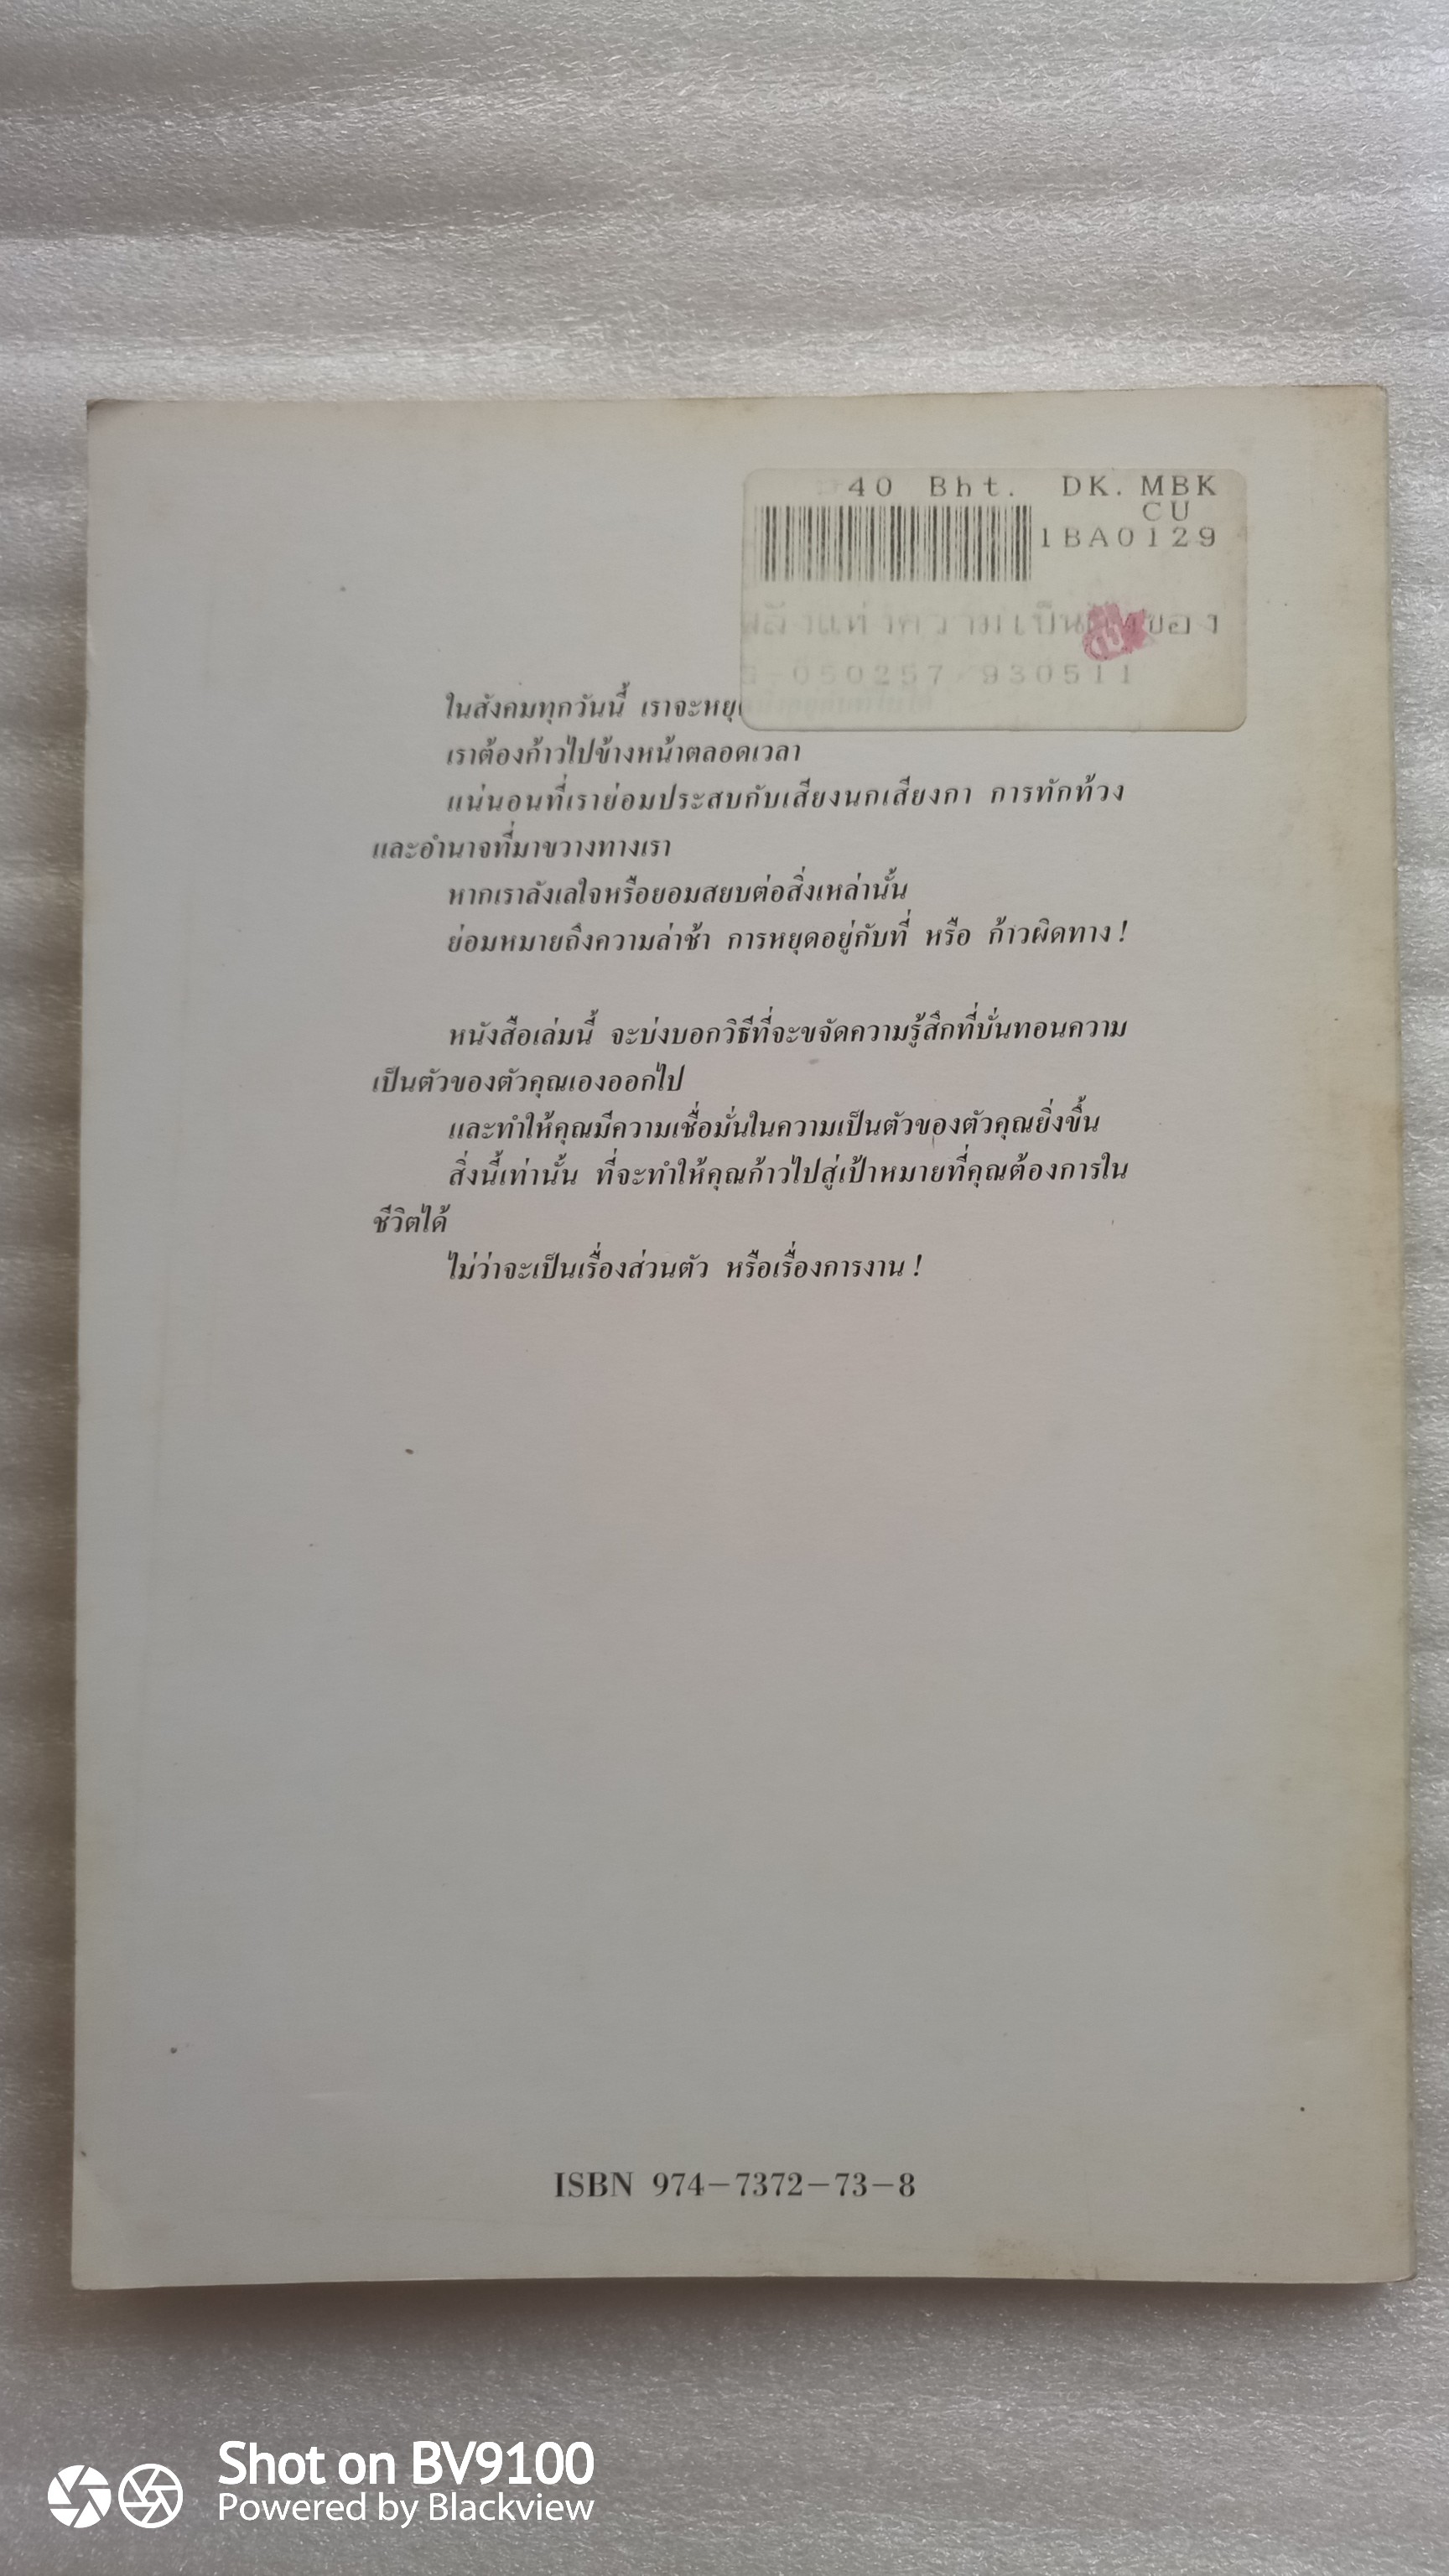 40 Bht. DK. MBK
CU
1BA0129
050257 930511
ในสังคมทุกวันนี้ เราจะ
เราต้องก้าวไปข้างหน้าตลอดเวลา
แน่นอนที่เราย่อมประสบกับเสียงนกเสียงกา การทักท้วง
และอำนาจที่มาขวางทางเรา
หากเราลังเลใจหรือยอมสยบต่อสิ่งเหล่านั้น
ย่อมหมายถึงความล่าช้า การหยุดอยู่กับที่ หรือ ก้าวผิดทาง !
หนังสือเล่มนี้ จะบ่งบอกวิธีที่จะขจัดความรู้สึกที่บั่นทอนความ
เป็นตัวของตัวคุณเองออกไป
และทำให้คุณมีความเชื่อมั่นในความเป็นตัวของตัวคุณยิ่งขึ้น
สิ่งนี้เท่านั้น ที่จะทำให้คุณก้าวไปสู่เป้าหมายที่คุณต้องการใน
ชีวิตได้
ไม่ว่าจะเป็นเรื่องส่วนตัว หรือเรื่องการงาน !
ISBN 974-7372-73-8
Shot on BV9100
Powered by Blackview